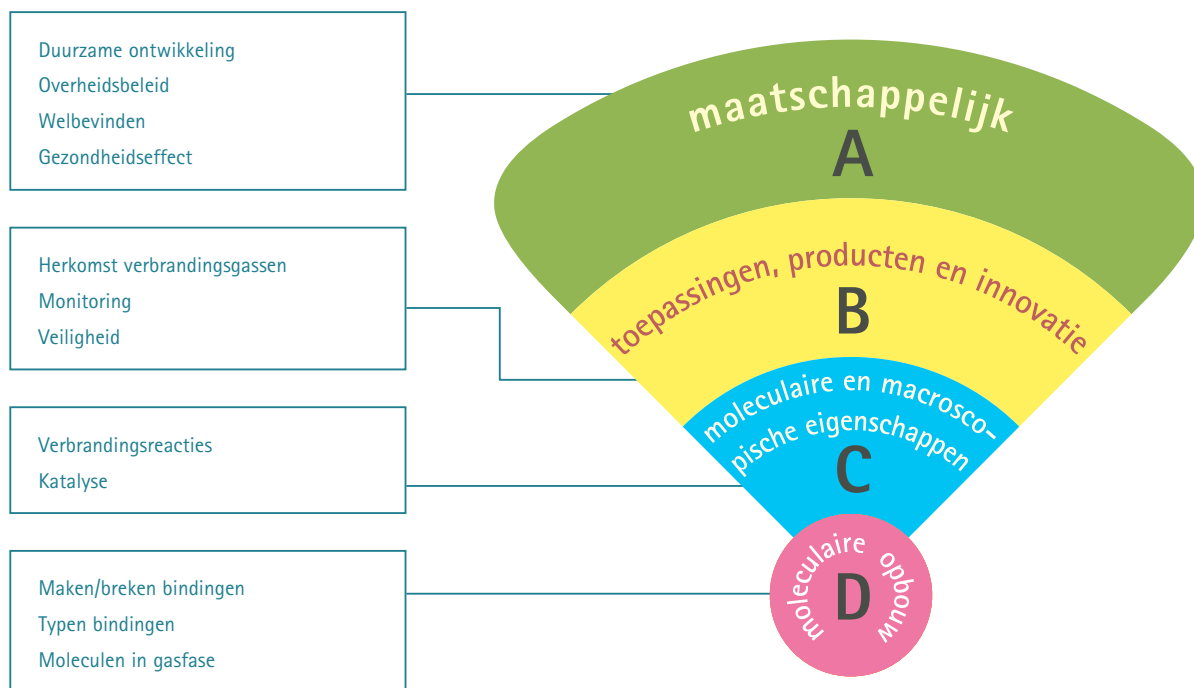 Duurzame ontwikkeling
Overheidsbeleid
Welbevinden
Gezondheidseffect
maatschappelijk
A
Herkomst verbrandingsgassen
Monitoring
Veiligheid
toepassingen, producten en innovatie
B
Verbrandingsreacties
Katalyse
moleculaire en macrosco-
pische eigenschappen
C
Maken/breken bindingen
Typen bindingen
Moleculen in gasfase
moleculaire opbouw
D